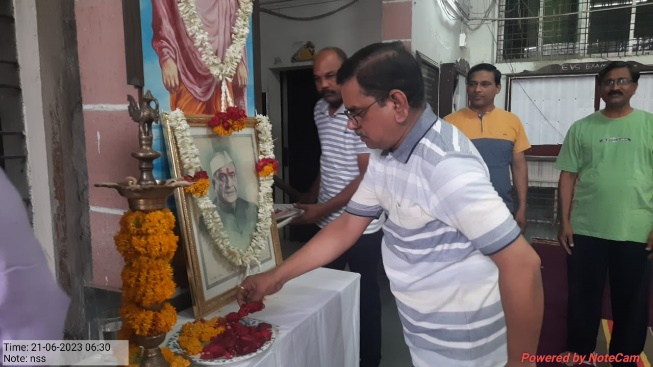 Time: 21-06-2023 06:30
Note: nss
Powered by NoteCam